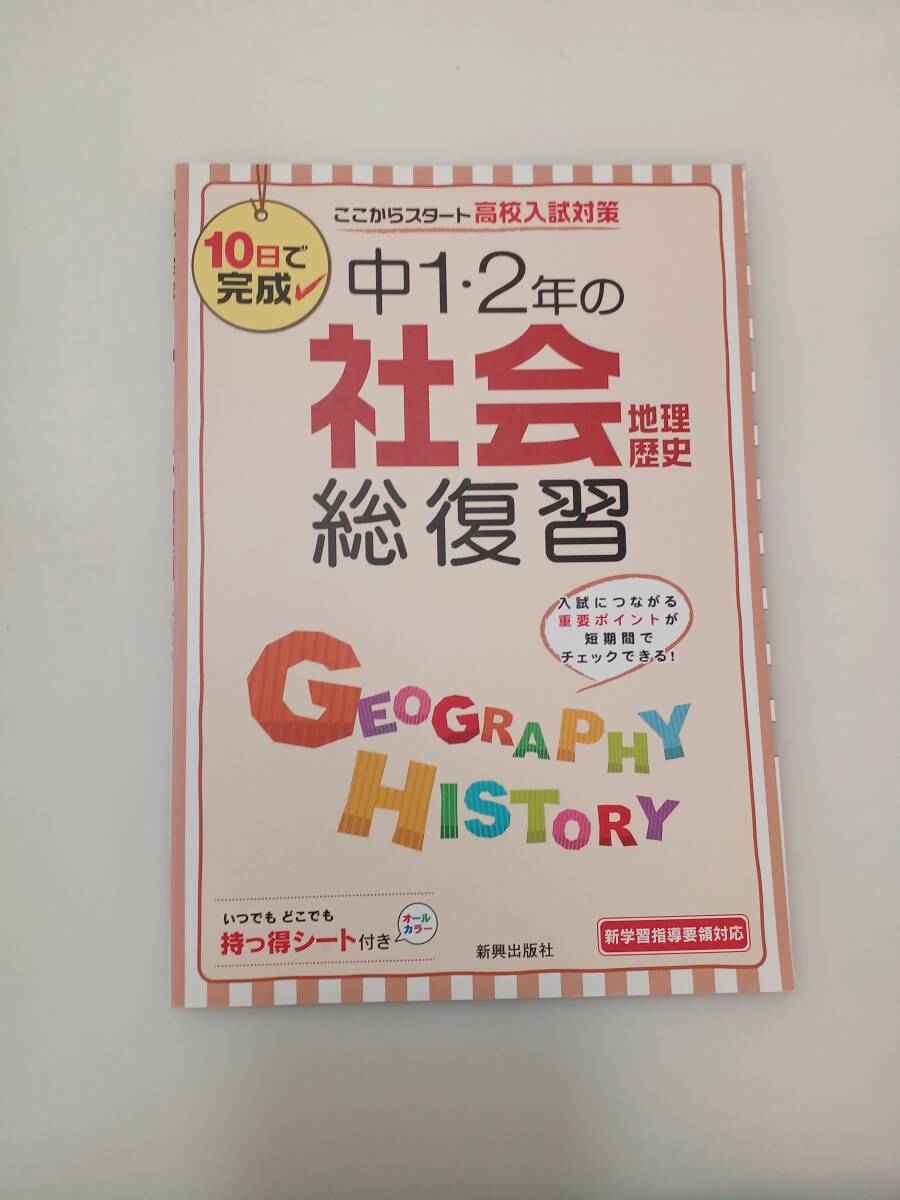 ここからスタート高校入試対策
10日で
完成
中1・2年の
社会
地理
歴史
総復習
入試につながる
重要ポイントが
短期間で
チェックできる!
GEOGRAPHY
HISTORY
いつでも どこでも
持っ得シート付き
オール
カラー
新興出版社
新学習指導要領対応